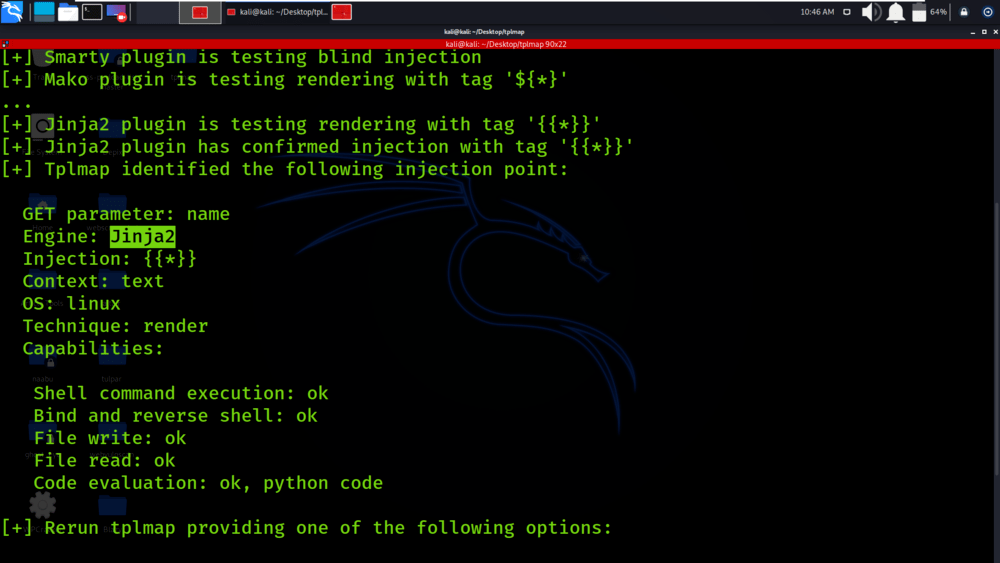 kali@kali: ~/Desktop/tpl...
10:46 AM
64%
kali@kali: ~/Desktop/tplmap
kali@kali: ~/Desktop/tplmap 90x22
[+] Smarty plugin is testing blind injection
[+] Mako plugin is testing rendering with tag '${*}'
...
[+] Jinja2 plugin is testing rendering with tag '{{*}}'
[+] Jinja2 plugin has confirmed injection with tag '{{*}}'
[+] Tplmap identified the following injection point:
GET parameter: name
Engine: Jinja2
Injection: {{*}}
Context: text
OS: linux
Technique: render
Capabilities:
Shell command execution: ok
Bind and reverse shell: ok
File write: ok
File read: ok
Code evaluation: ok, python code
[+] Rerun tplmap providing one of the following options: